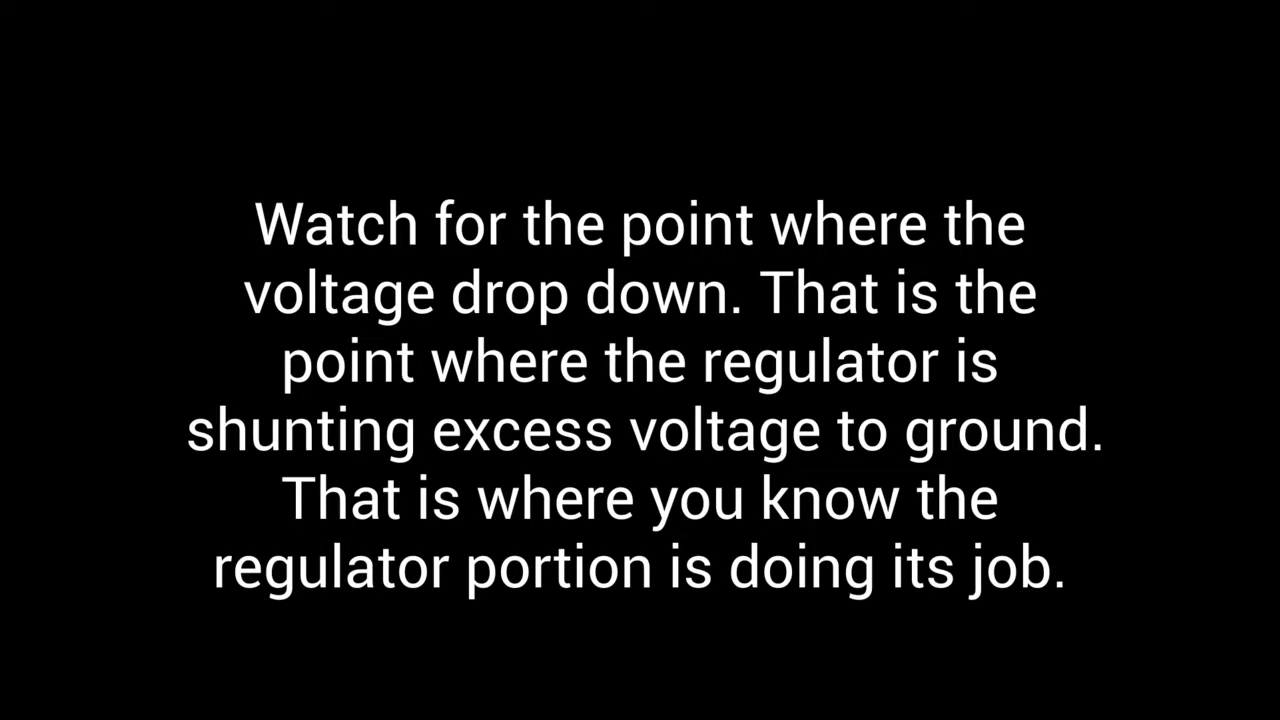 Watch for the point where the
voltage drop down. That is the
point where the regulator is
shunting excess voltage to ground.
That is where you know the
regulator portion is doing its job.